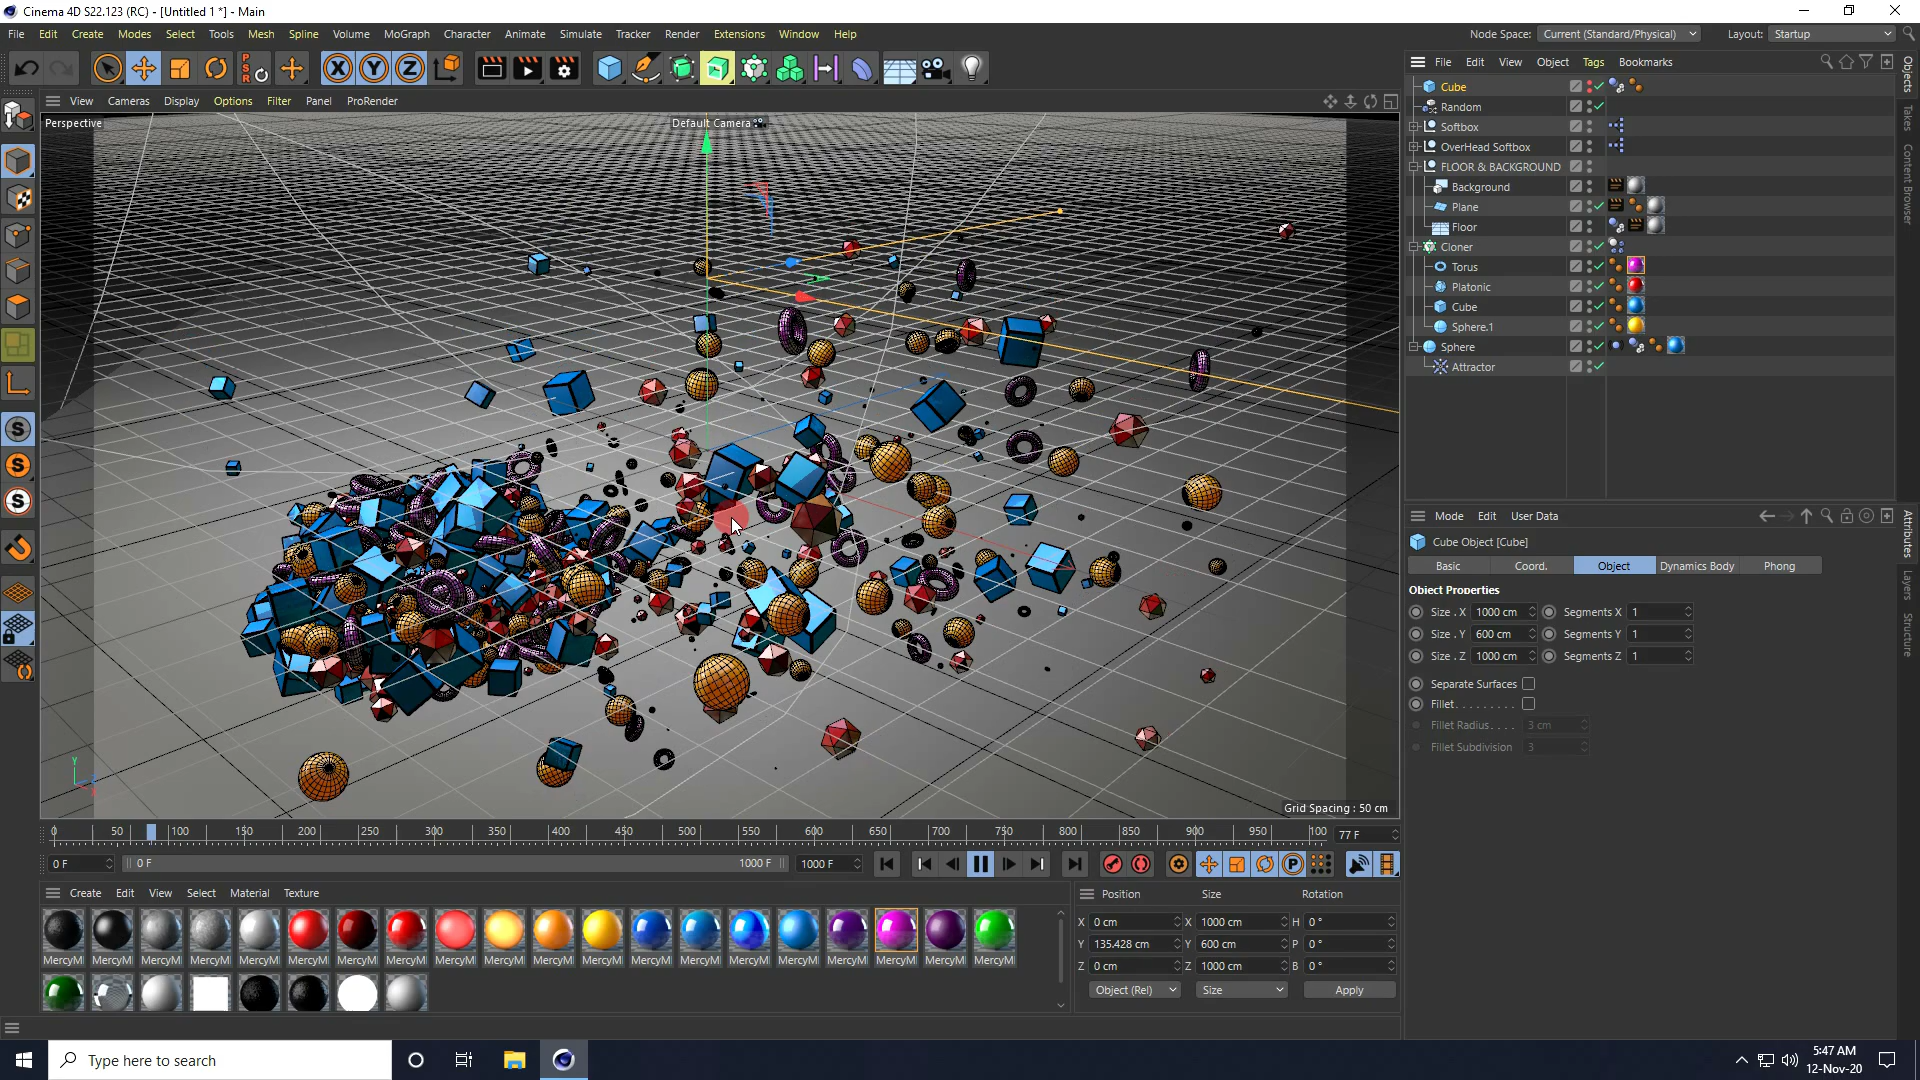 Cinema 4D S22.123 (RC) - [Untitled 1 *] - Main
File Edit Create Modes Select Tools Mesh Spline Volume MoGraph Character Animate Simulate Tracker Render Extensions Window Help
Node Space: Current (Standard/Physical) Layout: Startup
X Y Z
PSR
File Edit View Object Tags Bookmarks
View Cameras Display Options Filter Panel ProRender
Perspective
Default Camera
Cube
Random
Softbox
OverHead Softbox
FLOOR & BACKGROUND
Background
Plane
Floor
Cloner
Torus
Platonic
Cube
Sphere.1
Sphere
Attractor
Objects
Takes
Content Browser
Mode Edit User Data
Cube Object [Cube]
Basic Coord. Object Dynamics Body Phong
Object Properties
Size . X 1000 cm Segments X 1
Size . Y 600 cm Segments Y 1
Size . Z 1000 cm Segments Z 1
Separate Surfaces
Fillet
Fillet Radius 3 cm
Fillet Subdivision 3
Attributes
Layers
Structure
Y
X
Grid Spacing : 50 cm
0 50 100 150 200 250 300 350 400 450 500 550 600 650 700 750 800 850 900 950 100 77 F
0 F 0 F 1000 F 1000 F
Create Edit View Select Material Texture
MercyM MercyM MercyM MercyM MercyM MercyM MercyM MercyM MercyM MercyM MercyM MercyM MercyM MercyM MercyM MercyM MercyM MercyM MercyM MercyM
Position Size Rotation
X 0 cm X 1000 cm H 0 °
Y 135.428 cm Y 600 cm P 0 °
Z 0 cm Z 1000 cm B 0 °
Object (Rel) Size Apply
Type here to search
5:47 AM
12-Nov-20